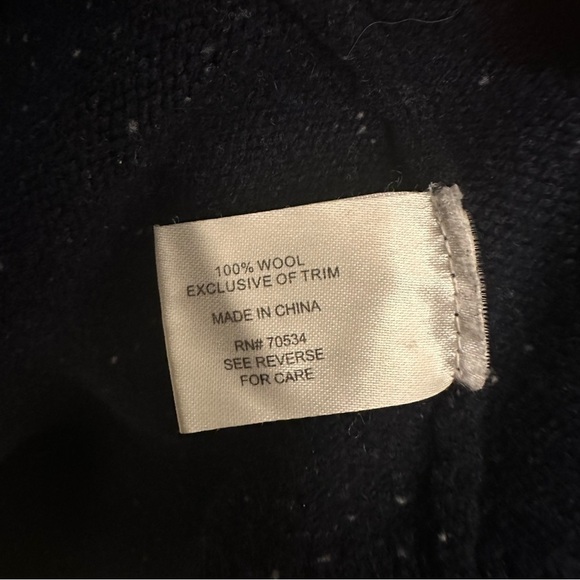 100% WOOL
EXCLUSIVE OF TRIM
MADE IN CHINA
RN# 70534
SEE REVERSE
FOR CARE